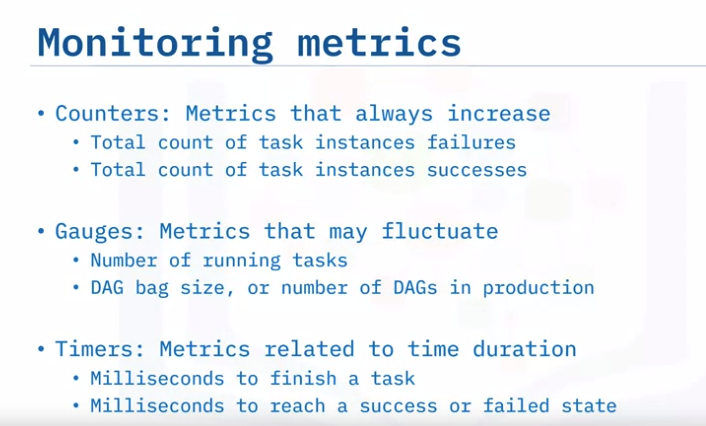 Monitoring metrics
• Counters: Metrics that always increase
• Total count of task instances failures
• Total count of task instances successes
• Gauges: Metrics that may fluctuate
• Number of running tasks
• DAG bag size, or number of DAGs in production
• Timers: Metrics related to time duration
• Milliseconds to finish a task
• Milliseconds to reach a success or failed state